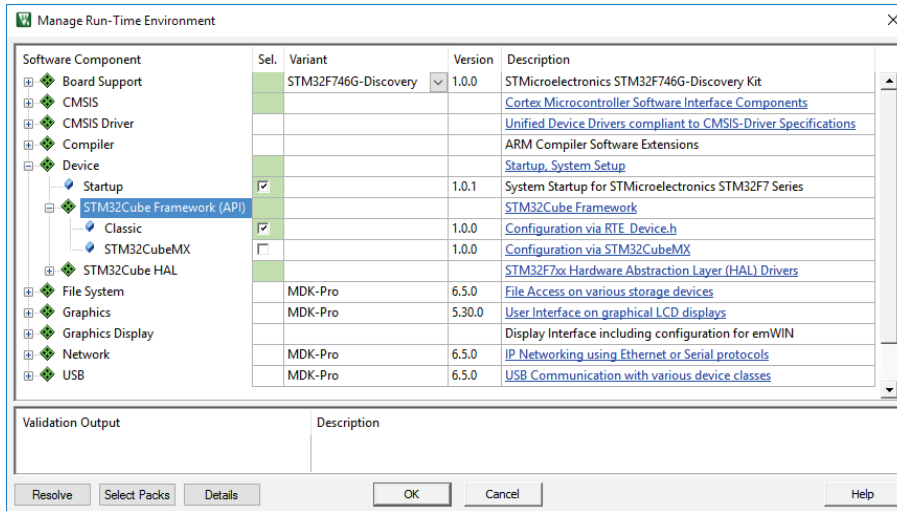 Manage Run-Time Environment
Software Component Sel. Variant Version Description
Board Support STM32F746G-Discovery 1.0.0 STMicroelectronics STM32F746G-Discovery Kit
CMSIS Cortex Microcontroller Software Interface Components
CMSIS Driver Unified Device Drivers compliant to CMSIS-Driver Specifications
Compiler ARM Compiler Software Extensions
Device Startup, System Setup
Startup 1.0.1 System Startup for STMicroelectronics STM32F7 Series
STM32Cube Framework (API) STM32Cube Framework
Classic 1.0.0 Configuration via RTE_Device.h
STM32CubeMX 1.0.0 Configuration via STM32CubeMX
STM32Cube HAL STM32F7xx Hardware Abstraction Layer (HAL) Drivers
File System MDK-Pro 6.5.0 File Access on various storage devices
Graphics MDK-Pro 5.30.0 User Interface on graphical LCD displays
Graphics Display Display Interface including configuration for emWIN
Network MDK-Pro 6.5.0 IP Networking using Ethernet or Serial protocols
USB MDK-Pro 6.5.0 USB Communication with various device classes
Validation Output Description
Resolve Select Packs Details OK Cancel Help